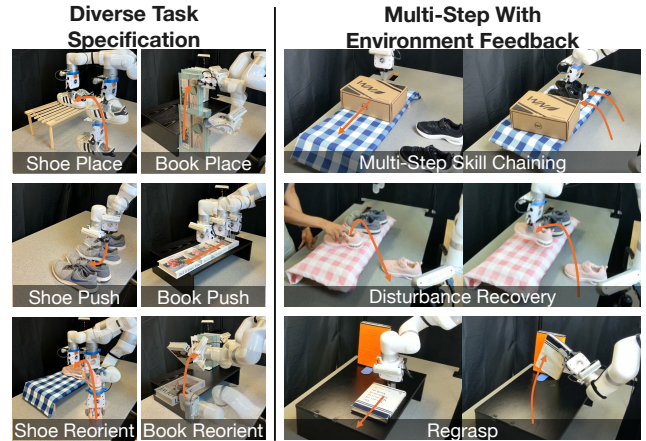 Diverse Task
Specification
Multi-Step With
Environment Feedback
Shoe Place
Book Place
Multi-Step Skill Chaining
Shoe Push
Book Push
Disturbance Recovery
Shoe Reorient
Book Reorient
Regrasp